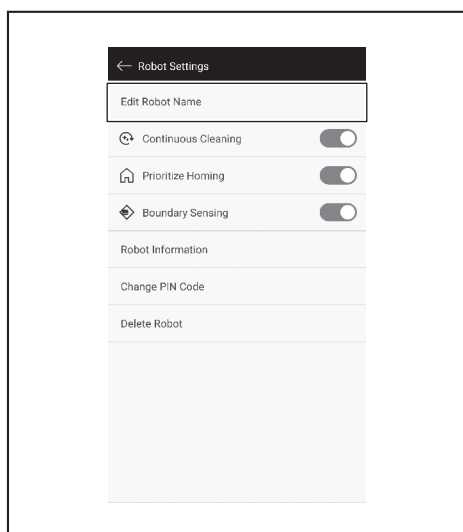 Robot Settings
Edit Robot Name
Continuous Cleaning
Prioritize Homing
Boundary Sensing
Robot Information
Change PIN Code
Delete Robot